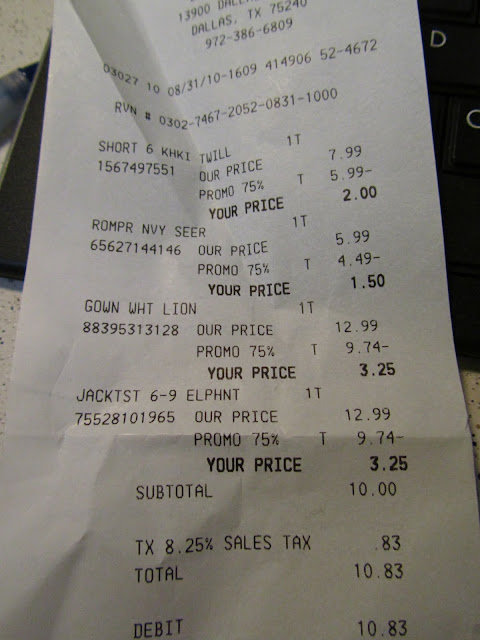 13900 DALLAS
DALLAS, TX 75240
972-386-6809
03027 10 08/31/10-1609 414906 52-4672
RVN # 0302-7467-2052-0831-1000
SHORT 6 KHKI TWILL 1T
1567497551 OUR PRICE 7.99
PROMO 75% T 5.99-
YOUR PRICE 2.00
ROMPR NVY SEER 1T
65627144146 OUR PRICE 5.99
PROMO 75% T 4.49-
YOUR PRICE 1.50
GOWN WHT LION 1T
88395313128 OUR PRICE 12.99
PROMO 75% T 9.74-
YOUR PRICE 3.25
JACKTST 6-9 ELPHNT 1T
75528101965 OUR PRICE 12.99
PROMO 75% T 9.74-
YOUR PRICE 3.25
SUBTOTAL 10.00
TX 8.25% SALES TAX .83
TOTAL 10.83
DEBIT 10.83
D